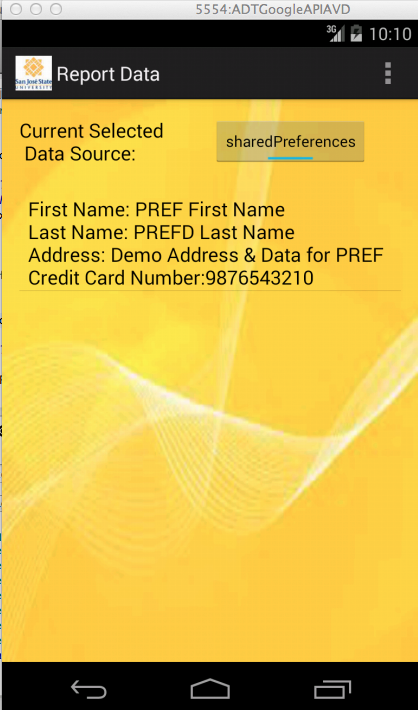 5554:ADTGoogleAPIAVD
3G 10:10
San José State
UNIVERSITY
Report Data
Current Selected
Data Source:
sharedPreferences
First Name: PREF First Name
Last Name: PREFD Last Name
Address: Demo Address & Data for PREF
Credit Card Number:9876543210